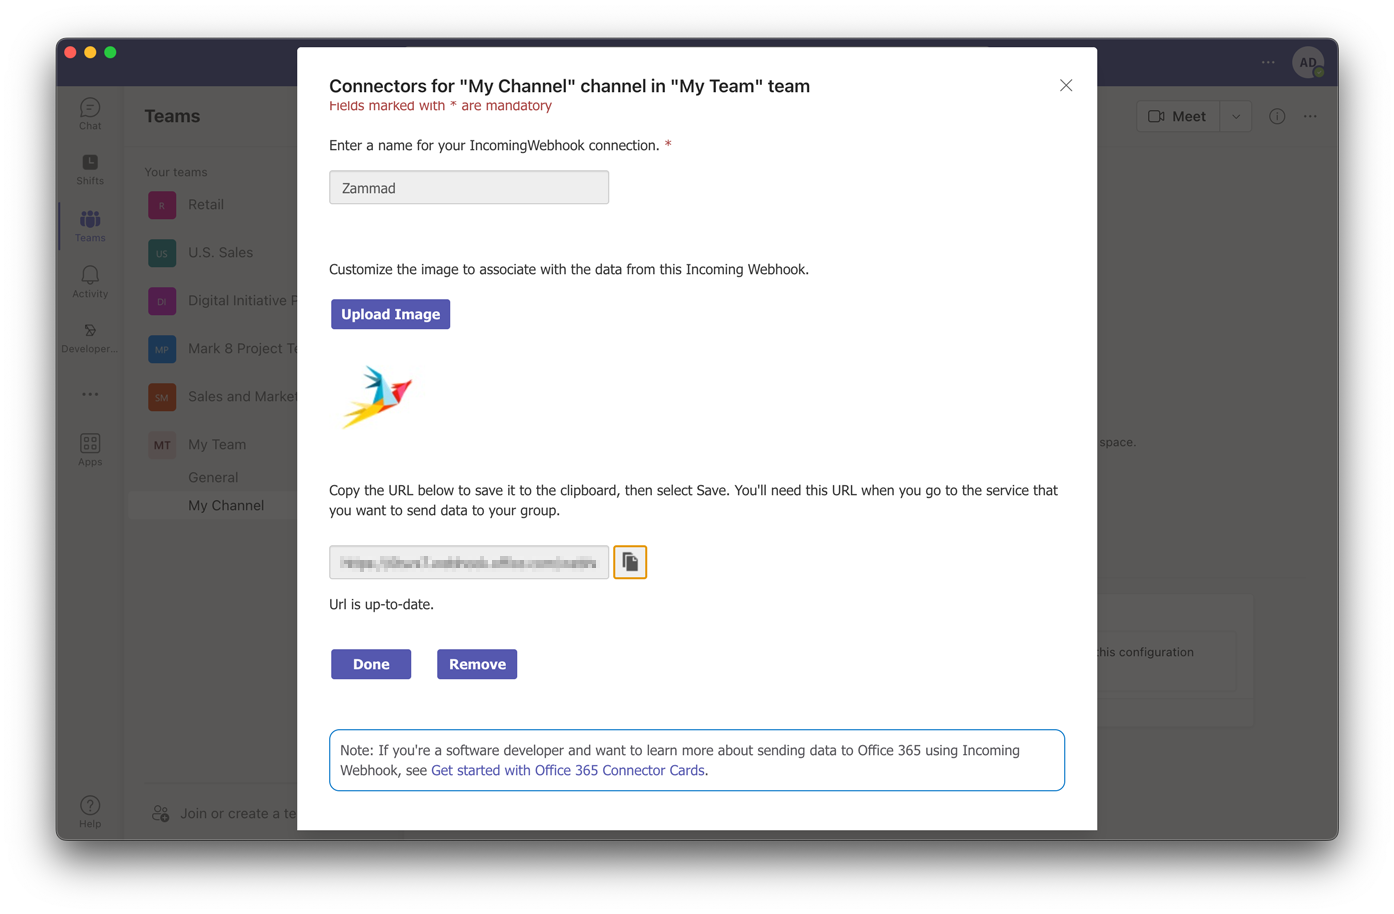 AD
Chat
Shifts
Teams
Activity
Developer...
Apps
Help
Teams
Your teams
R Retail
US U.S. Sales
DI Digital Initiative P
MP Mark 8 Project Te
SM Sales and Market
MT My Team
General
My Channel
Join or create a te
Meet
space.
this configuration
Connectors for "My Channel" channel in "My Team" team
Fields marked with * are mandatory
Enter a name for your IncomingWebhook connection. *
Zammad
Customize the image to associate with the data from this Incoming Webhook.
Upload Image
Copy the URL below to save it to the clipboard, then select Save. You'll need this URL when you go to the service that
you want to send data to your group.
Url is up-to-date.
Done Remove
Note: If you're a software developer and want to learn more about sending data to Office 365 using Incoming
Webhook, see Get started with Office 365 Connector Cards.